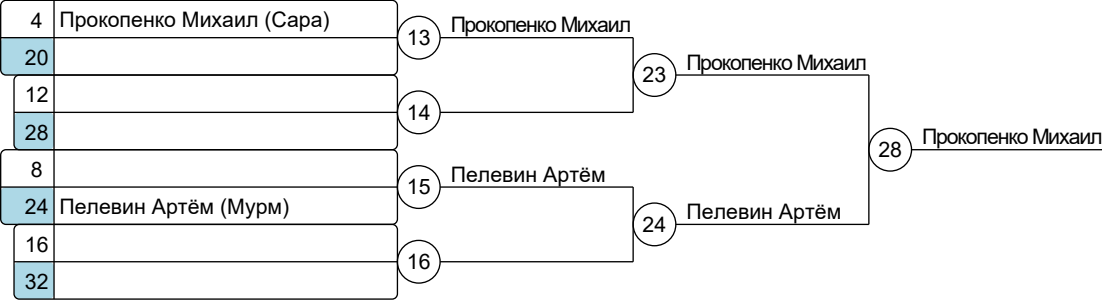 4 Прокопенко Михаил (Сара)
20
13 Прокопенко Михаил
12
28
14
23 Прокопенко Михаил
8
24 Пелевин Артём (Мурм)
15 Пелевин Артём
16
32
16
24 Пелевин Артём
28 Прокопенко Михаил